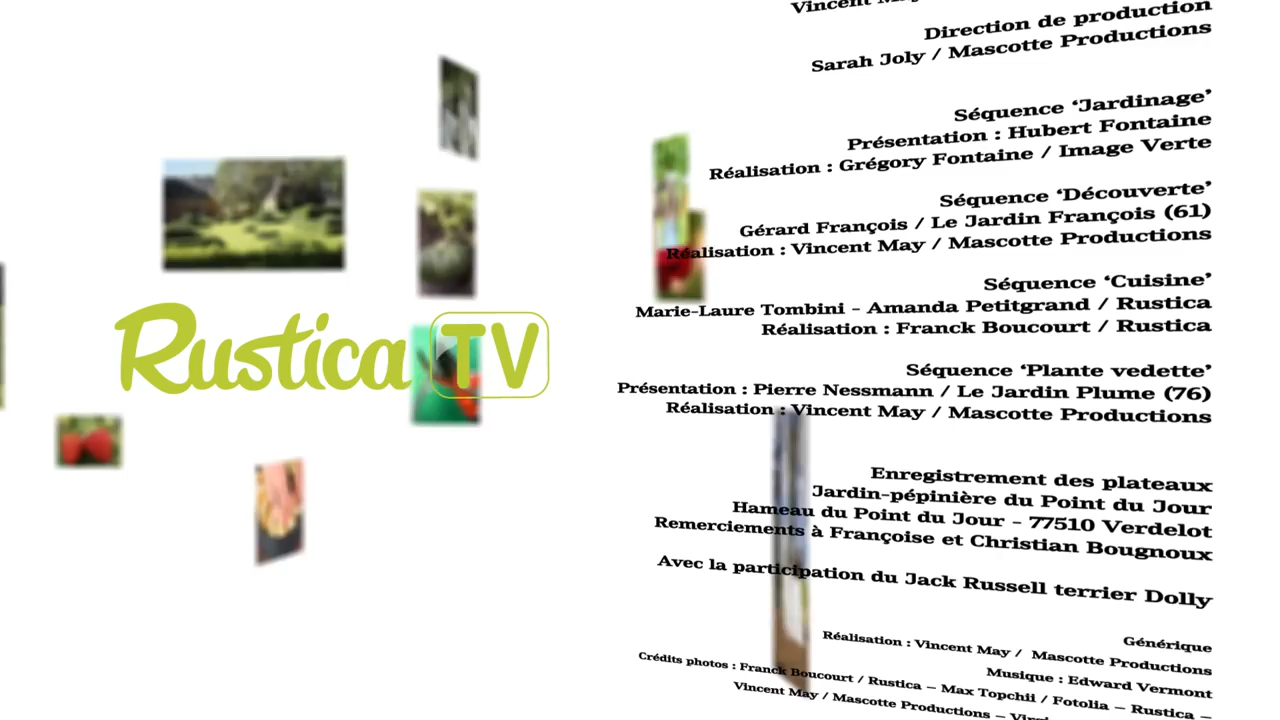 Rustica TV
Vincent May
Direction de production
Sarah Joly / Mascotte Productions
Séquence ‘Jardinage’
Présentation : Hubert Fontaine
Réalisation : Grégory Fontaine / Image Verte
Séquence ‘Découverte’
Gérard François / Le Jardin François (61)
Réalisation : Vincent May / Mascotte Productions
Séquence ‘Cuisine’
Marie-Laure Tombini - Amanda Petitgrand / Rustica
Réalisation : Franck Boucourt / Rustica
Séquence ‘Plante vedette’
Présentation : Pierre Nessmann / Le Jardin Plume (76)
Réalisation : Vincent May / Mascotte Productions
Enregistrement des plateaux
Jardin-pépinière du Point du Jour
Hameau du Point du Jour - 77510 Verdelot
Remerciements à Françoise et Christian Bougnoux
Avec la participation du Jack Russell terrier Dolly
Générique
Réalisation : Vincent May / Mascotte Productions
Musique : Edward Vermont
Crédits photos : Franck Boucourt / Rustica – Max Topchii / Fotolia – Rustica –
Vincent May / Mascotte Productions –